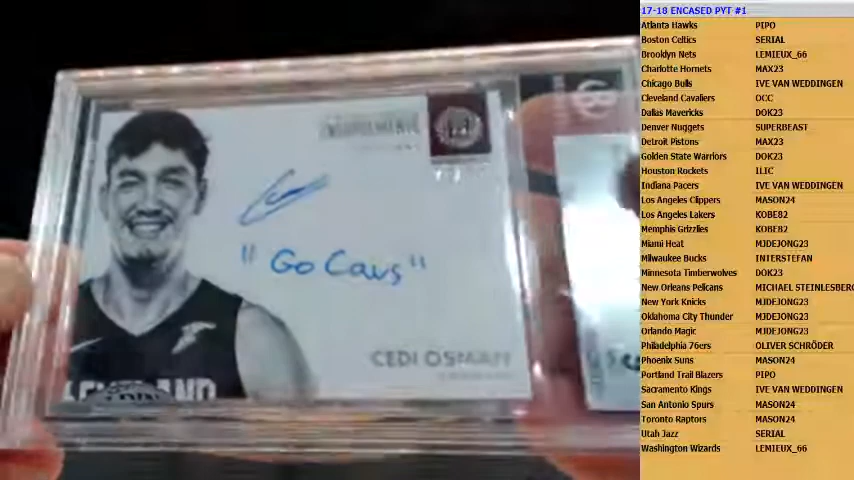 "Go Cavs"
CEDI OSMAN
17-18 ENCASED PYT #1
Atlanta Hawks PIPO
Boston Celtics SERIAL
Brooklyn Nets LEMIEUX_66
Charlotte Hornets MAX23
Chicago Bulls IVE VAN WEDDINGEN
Cleveland Cavaliers OCC
Dallas Mavericks DOK23
Denver Nuggets SUPERBEAST
Detroit Pistons MAX23
Golden State Warriors DOK23
Houston Rockets ILIC
Indiana Pacers IVE VAN WEDDINGEN
Los Angeles Clippers MASON24
Los Angeles Lakers KOBE82
Memphis Grizzlies KOBE82
Miami Heat MJDEJONG23
Milwaukee Bucks INTERSTEFAN
Minnesota Timberwolves DOK23
New Orleans Pelicans MICHAEL STEINLESBERG
New York Knicks MJDEJONG23
Oklahoma City Thunder MJDEJONG23
Orlando Magic MJDEJONG23
Philadelphia 76ers OLIVER SCHRÖDER
Phoenix Suns MASON24
Portland Trail Blazers PIPO
Sacramento Kings IVE VAN WEDDINGEN
San Antonio Spurs MASON24
Toronto Raptors MASON24
Utah Jazz SERIAL
Washington Wizards LEMIEUX_66